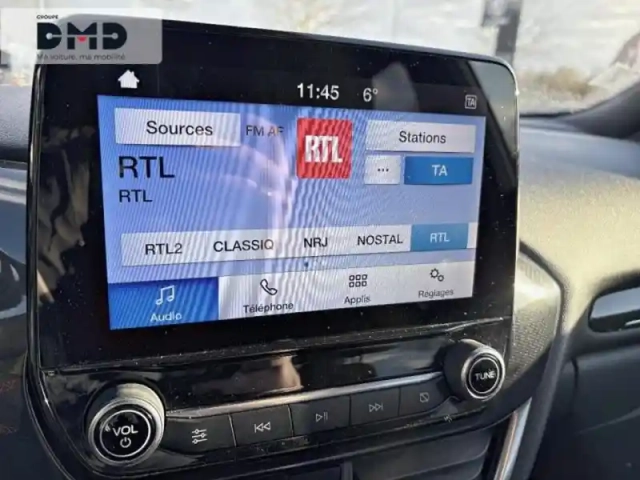 GROUPE
DMD
Ma voiture, ma mobilité
11:45 6°
TA
Sources FM AF RTL Stations
RTL ... TA
RTL
RTL2 CLASSIQ NRJ NOSTAL RTL
Audio Téléphone Applis Réglages
VOL
TUNE